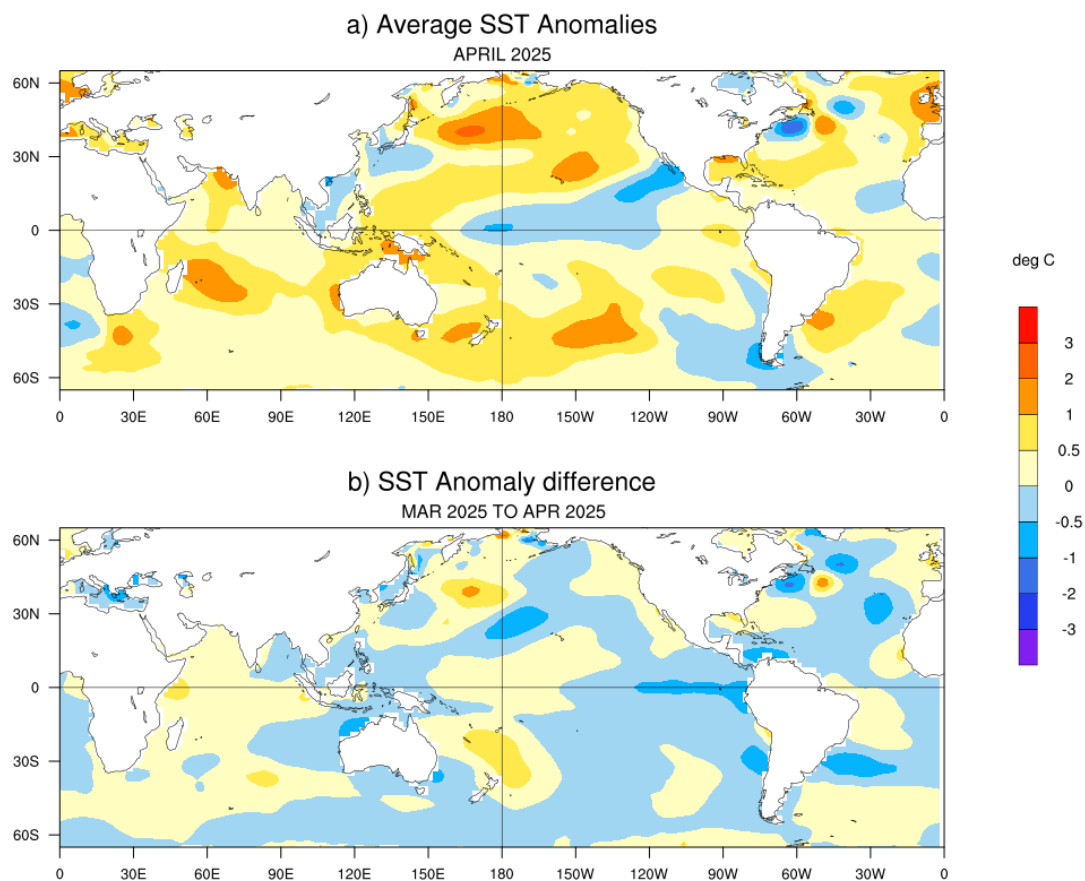 a) Average SST Anomalies
APRIL 2025
60N
30N
0
30S
60S
0 30E 60E 90E 120E 150E 180 150W 120W 90W 60W 30W 0
deg C
3
2
1
0.5
0
-0.5
-1
-2
-3
b) SST Anomaly difference
MAR 2025 TO APR 2025
60N
30N
0
30S
60S
0 30E 60E 90E 120E 150E 180 150W 120W 90W 60W 30W 0